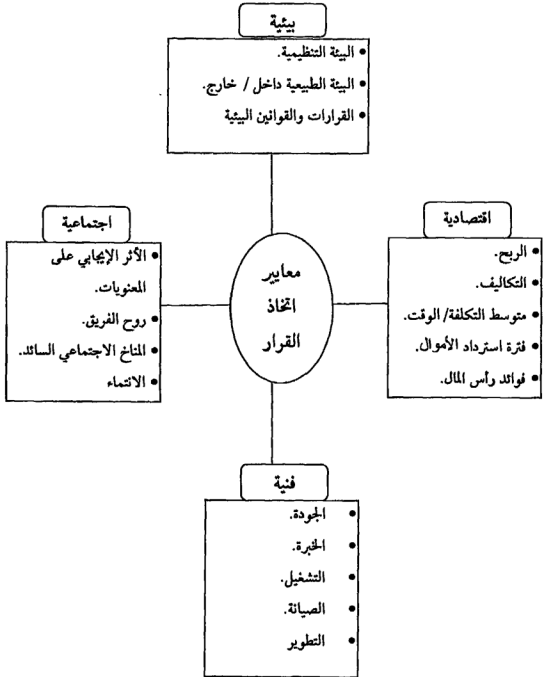 بيئية
• البيئة التنظيمية.
• البيئة الطبيعية داخل / خارج.
• القرارات والقوانين البيئية
اقتصادية
• الربح.
• التكاليف.
• متوسط التكلفة/ الوقت.
• فترة استرداد الأموال.
• فوائد رأس المال.
معايير
اتخاذ
القرار
اجتماعية
• الأثر الإيجابي على
المعنويات.
• روح الفريق.
• المناخ الاجتماعي السائد.
• الانتماء
فنية
• الجودة.
• الخبرة.
• التشغيل.
• الصيانة.
• التطوير